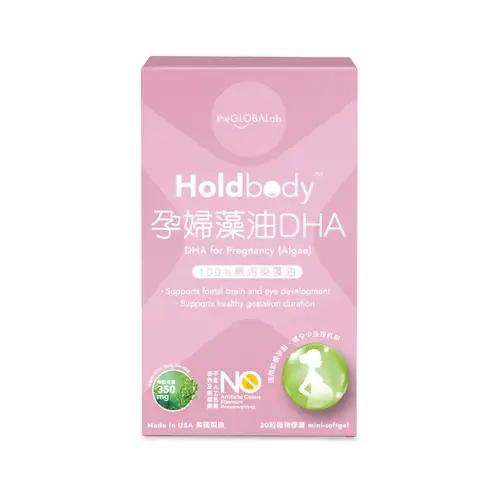 theGLOBALab
Holdbody™
孕婦藻油DHA
DHA for Pregnancy (Algae)
100%無污染藻油
· Supports foetal brain and eye development
· Supports healthy gestation duration
350
mg
NO
Artificial Colors
Flavours
Preservatives
Made in USA 美國製造
30粒植物膠囊 mini-softgel